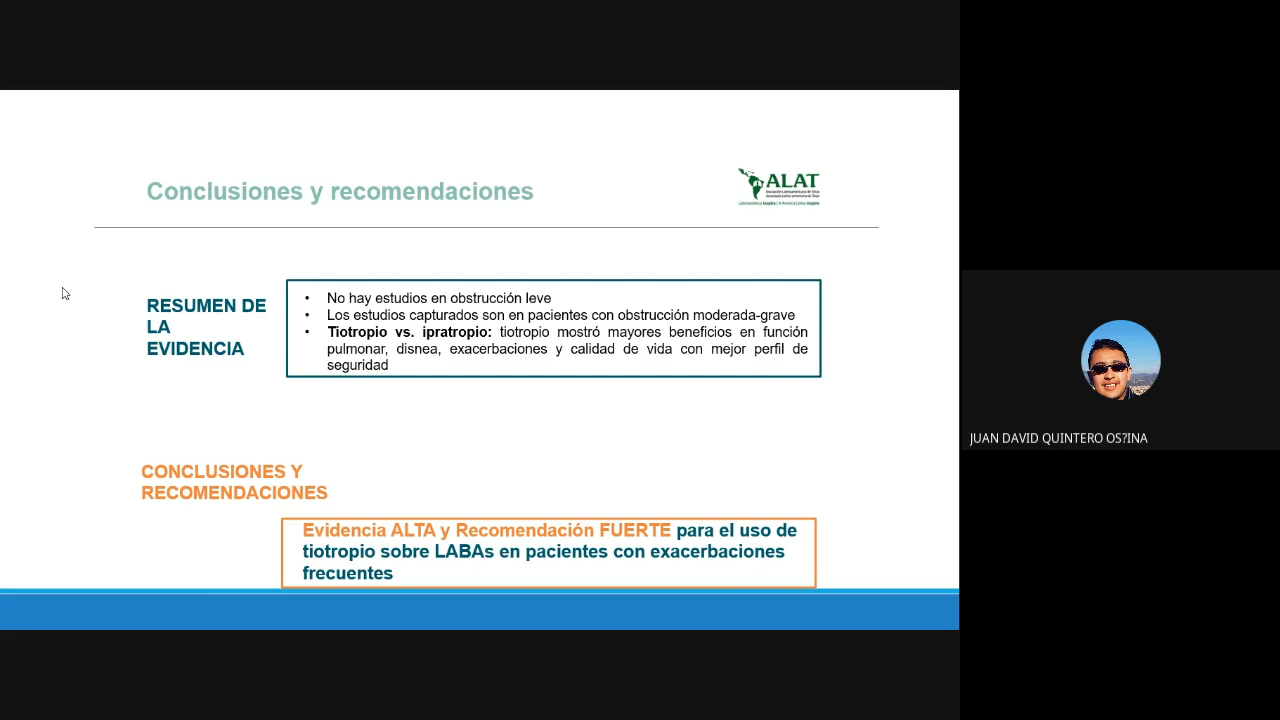 Conclusiones y recomendaciones
ALAT
RESUMEN DE
LA
EVIDENCIA
• No hay estudios en obstrucción leve
• Los estudios capturados son en pacientes con obstrucción moderada-grave
• Tiotropio vs. ipratropio: tiotropio mostró mayores beneficios en función
pulmonar, disnea, exacerbaciones y calidad de vida con mejor perfil de
seguridad
JUAN DAVID QUINTERO OS?INA
CONCLUSIONES Y
RECOMENDACIONES
Evidencia ALTA y Recomendación FUERTE para el uso de
tiotropio sobre LABAs en pacientes con exacerbaciones
frecuentes